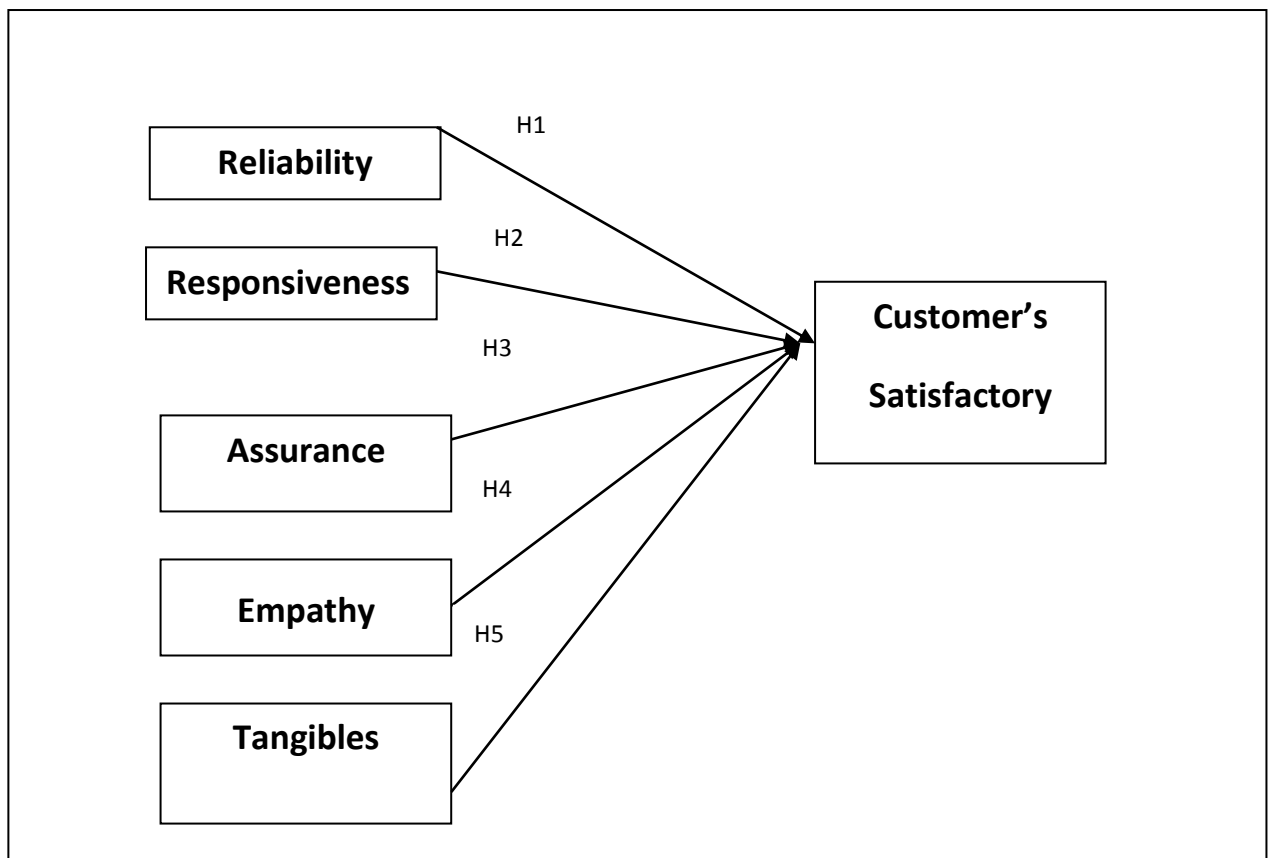 H1
Reliability
H2
Responsiveness
H3
Assurance
H4
Empathy
H5
Tangibles
Customer’s
Satisfactory